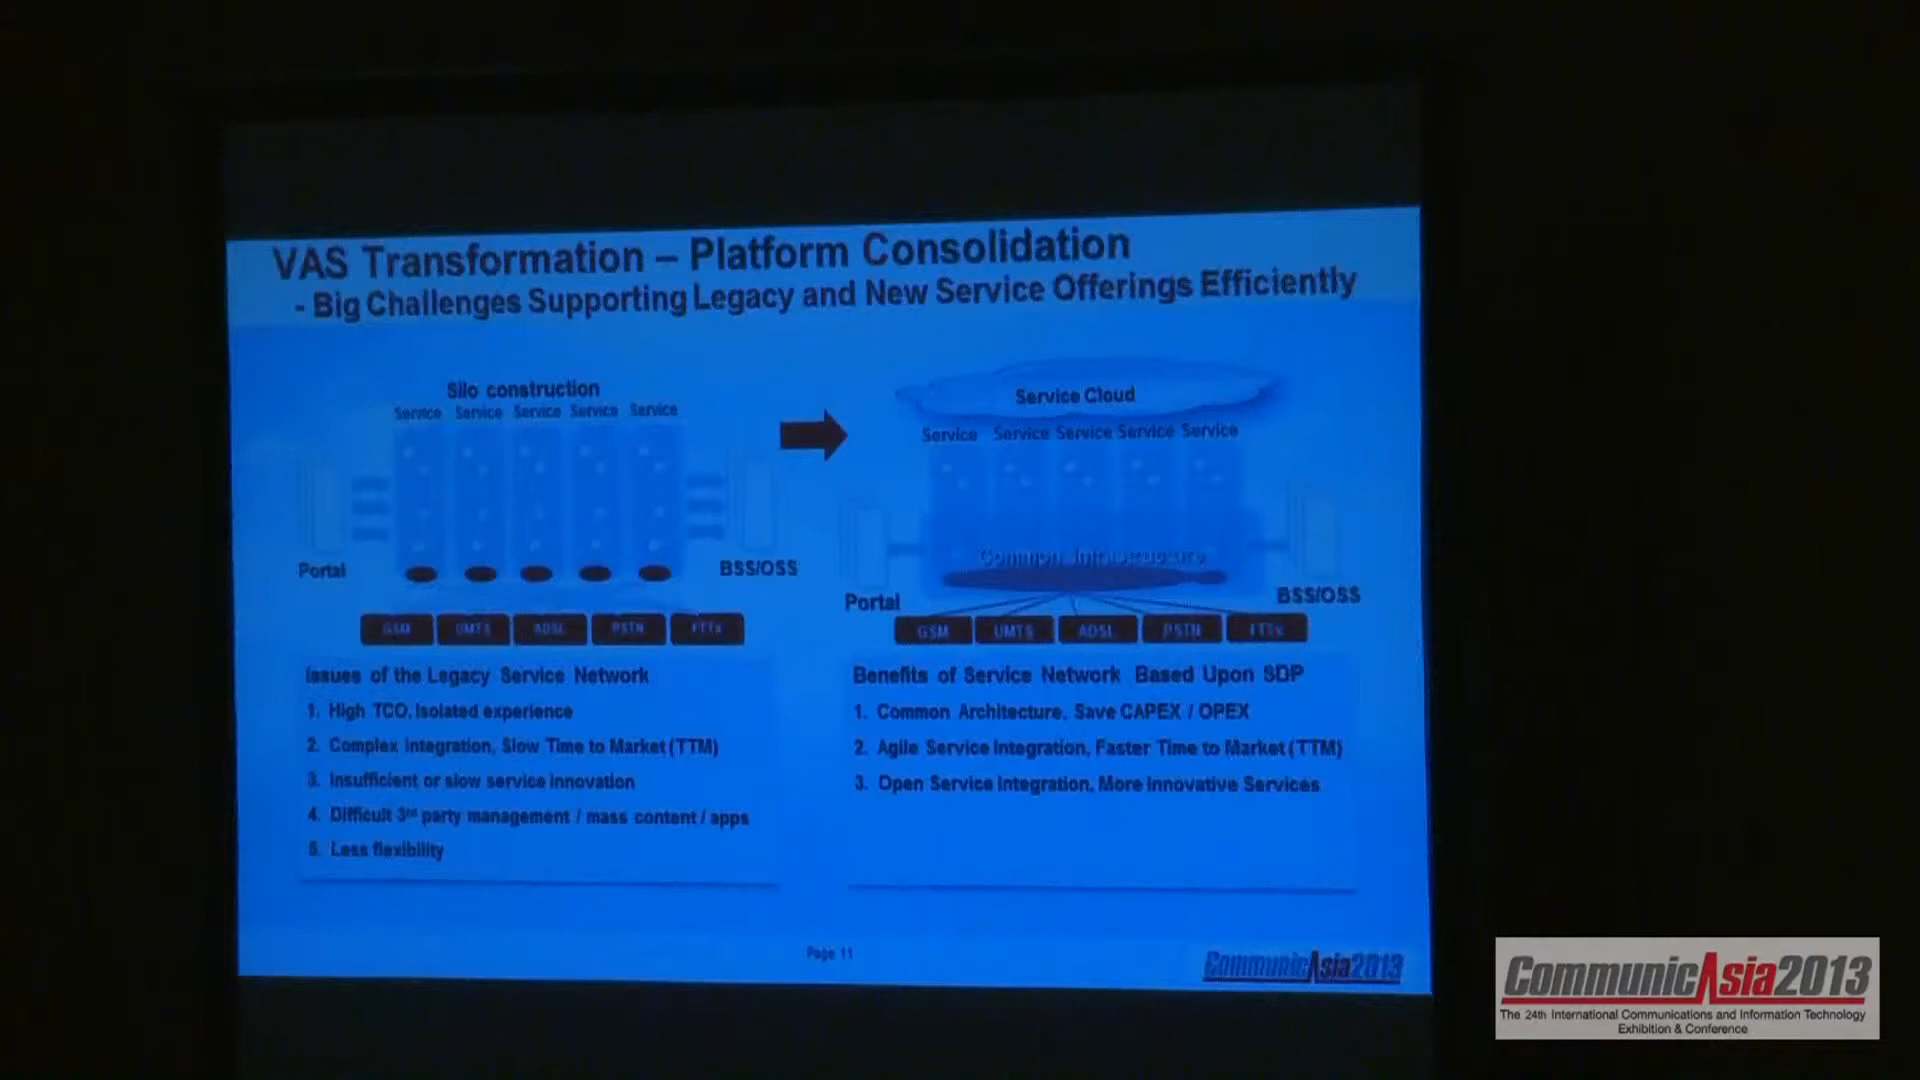 VAS Transformation – Platform Consolidation
- Big Challenges Supporting Legacy and New Service Offerings Efficiently
Silo construction
Service Service Service Service Service
Portal
BSS/OSS
GSM UMTS ADSL PSTN FTTx
Issues of the Legacy Service Network
1. High TCO, Isolated experience
2. Complex integration, Slow Time to Market (TTM)
3. Insufficient or slow service innovation
4. Difficult 3rd party management / mass content / apps
5. Less flexibility
Service Cloud
Service Service Service Service Service
Common Infrastructure
Portal
BSS/OSS
GSM UMTS ADSL PSTN FTTx
Benefits of Service Network Based Upon SDP
1. Common Architecture, Save CAPEX / OPEX
2. Agile Service Integration, Faster Time to Market (TTM)
3. Open Service Integration, More Innovative Services
Page 11
CommunicAsia2013
CommunicAsia2013
The 24th International Communications and Information Technology
Exhibition & Conference